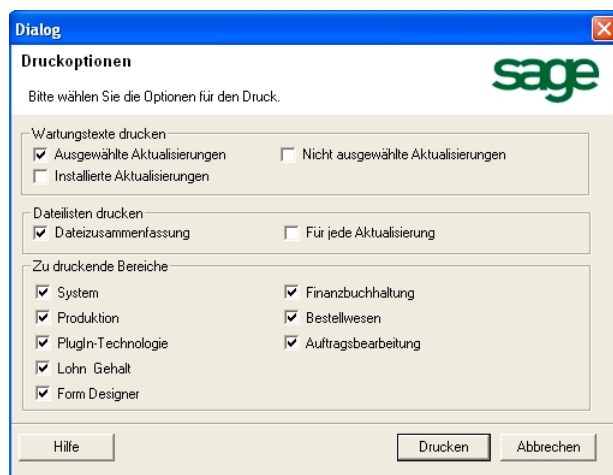 Dialog
Druckoptionen
sage
Bitte wählen Sie die Optionen für den Druck.
Wartungstexte drucken
Ausgewählte Aktualisierungen
Nicht ausgewählte Aktualisierungen
Installierte Aktualisierungen
Dateilisten drucken
Dateizusammenfassung
Für jede Aktualisierung
Zu druckende Bereiche
System
Finanzbuchhaltung
Produktion
Bestellwesen
PlugIn-Technologie
Auftragsbearbeitung
Lohn Gehalt
Form Designer
Hilfe
Drucken
Abbrechen